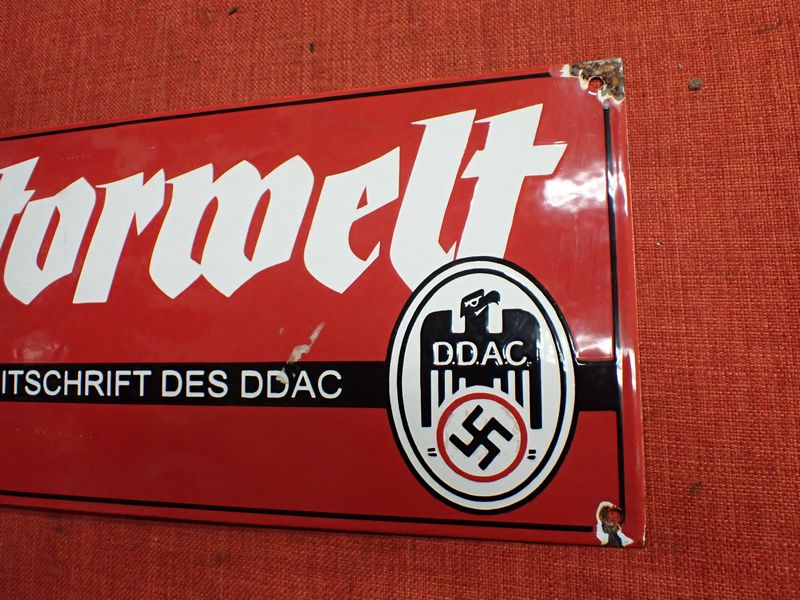 torwelt
ITSCHRIFT DES DDAC
D.D.A.C.